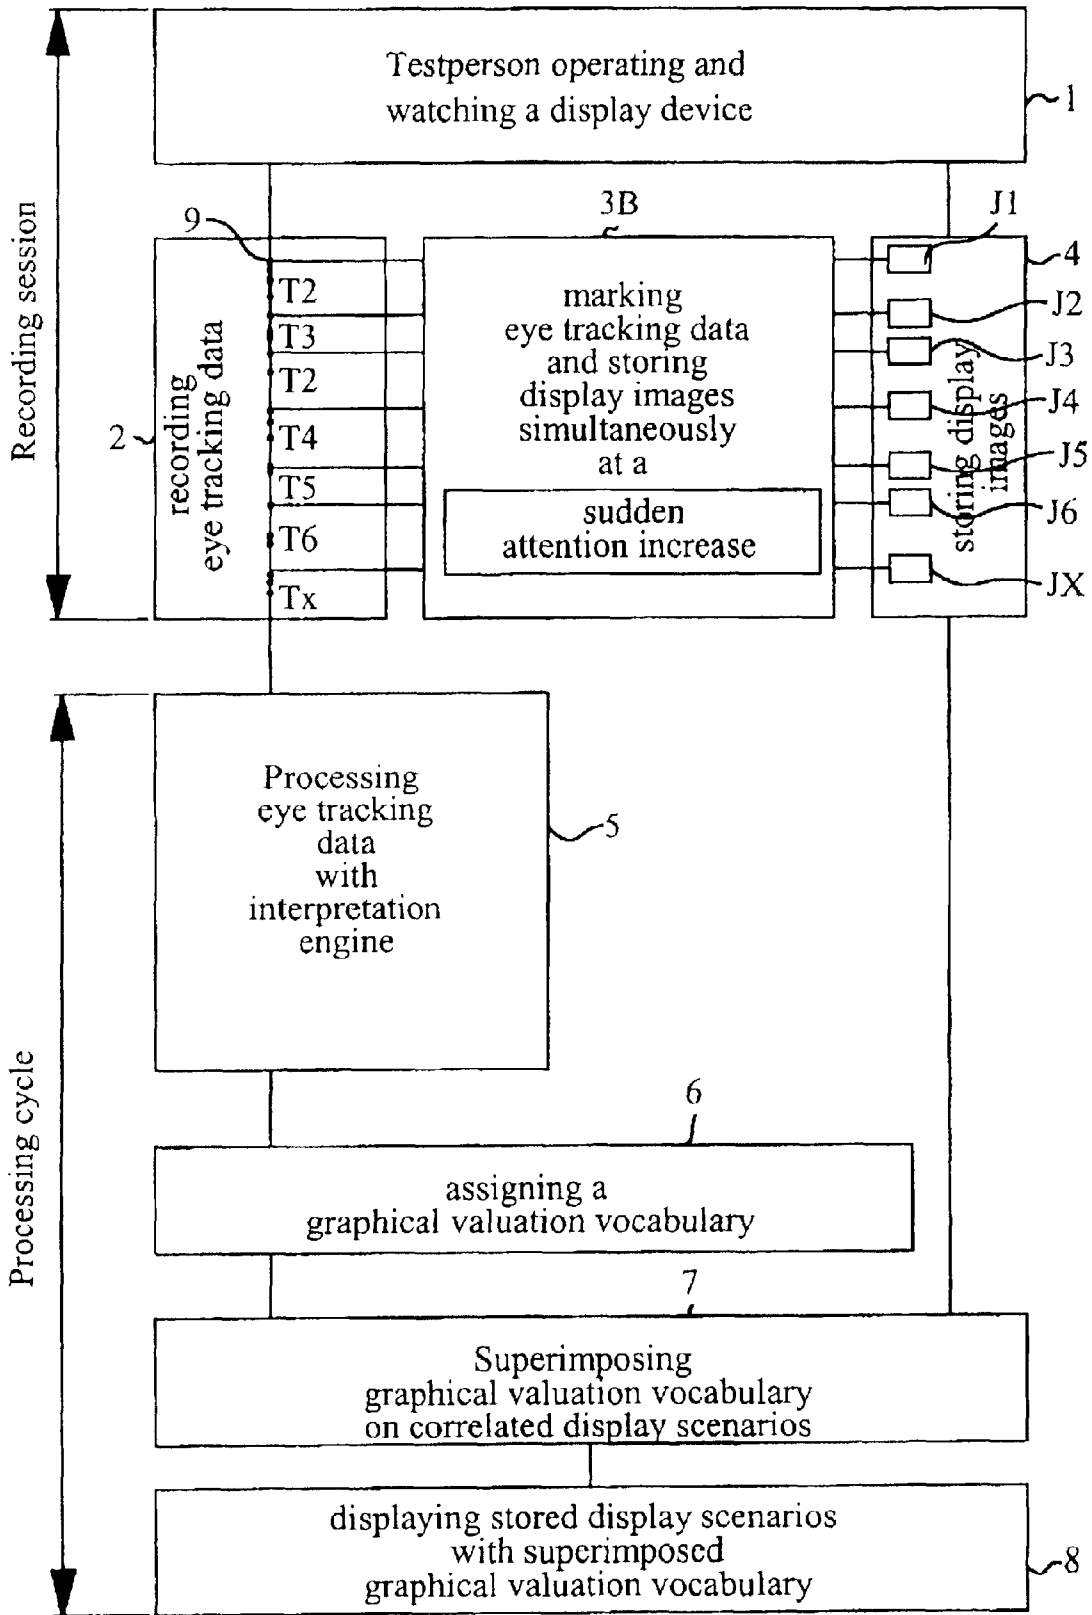 Testperson operating and
watching a display device
1
Recording session
9
3B
J1
2
recording
eye tracking data
T2
T3
T2
T4
T5
T6
Tx
marking
eye tracking data
and storing
display images
simultaneously
at a
sudden
attention increase
storing display
images
4
J2
J3
J4
J5
J6
JX
Processing cycle
Processing
eye tracking
data
with
interpretation
engine
5
6
assigning a
graphical valuation vocabulary
7
Superimposing
graphical valuation vocabulary
on correlated display scenarios
displaying stored display scenarios
with superimposed
graphical valuation vocabulary
8